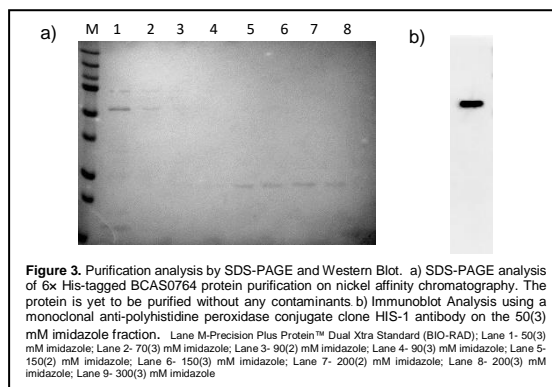 a)
M 1 2 3 4 5 6 7 8
b)
Figure 3. Purification analysis by SDS-PAGE and Western Blot. a) SDS-PAGE analysis
of 6x His-tagged BCAS0764 protein purification on nickel affinity chromatography. The
protein is yet to be purified without any contaminants. b) Immunoblot Analysis using a
monoclonal anti-polyhistidine peroxidase conjugate clone HIS-1 antibody on the 50(3)
mM imidazole fraction. Lane M-Precision Plus Protein™ Dual Xtra Standard (BIO-RAD); Lane 1- 50(3)
mM imidazole; Lane 2- 70(3) mM imidazole; Lane 3- 90(2) mM imidazole; Lane 4- 90(3) mM imidazole; Lane 5-
150(2) mM imidazole; Lane 6- 150(3) mM imidazole; Lane 7- 200(2) mM imidazole; Lane 8- 200(3) mM
imidazole; Lane 9- 300(3) mM imidazole